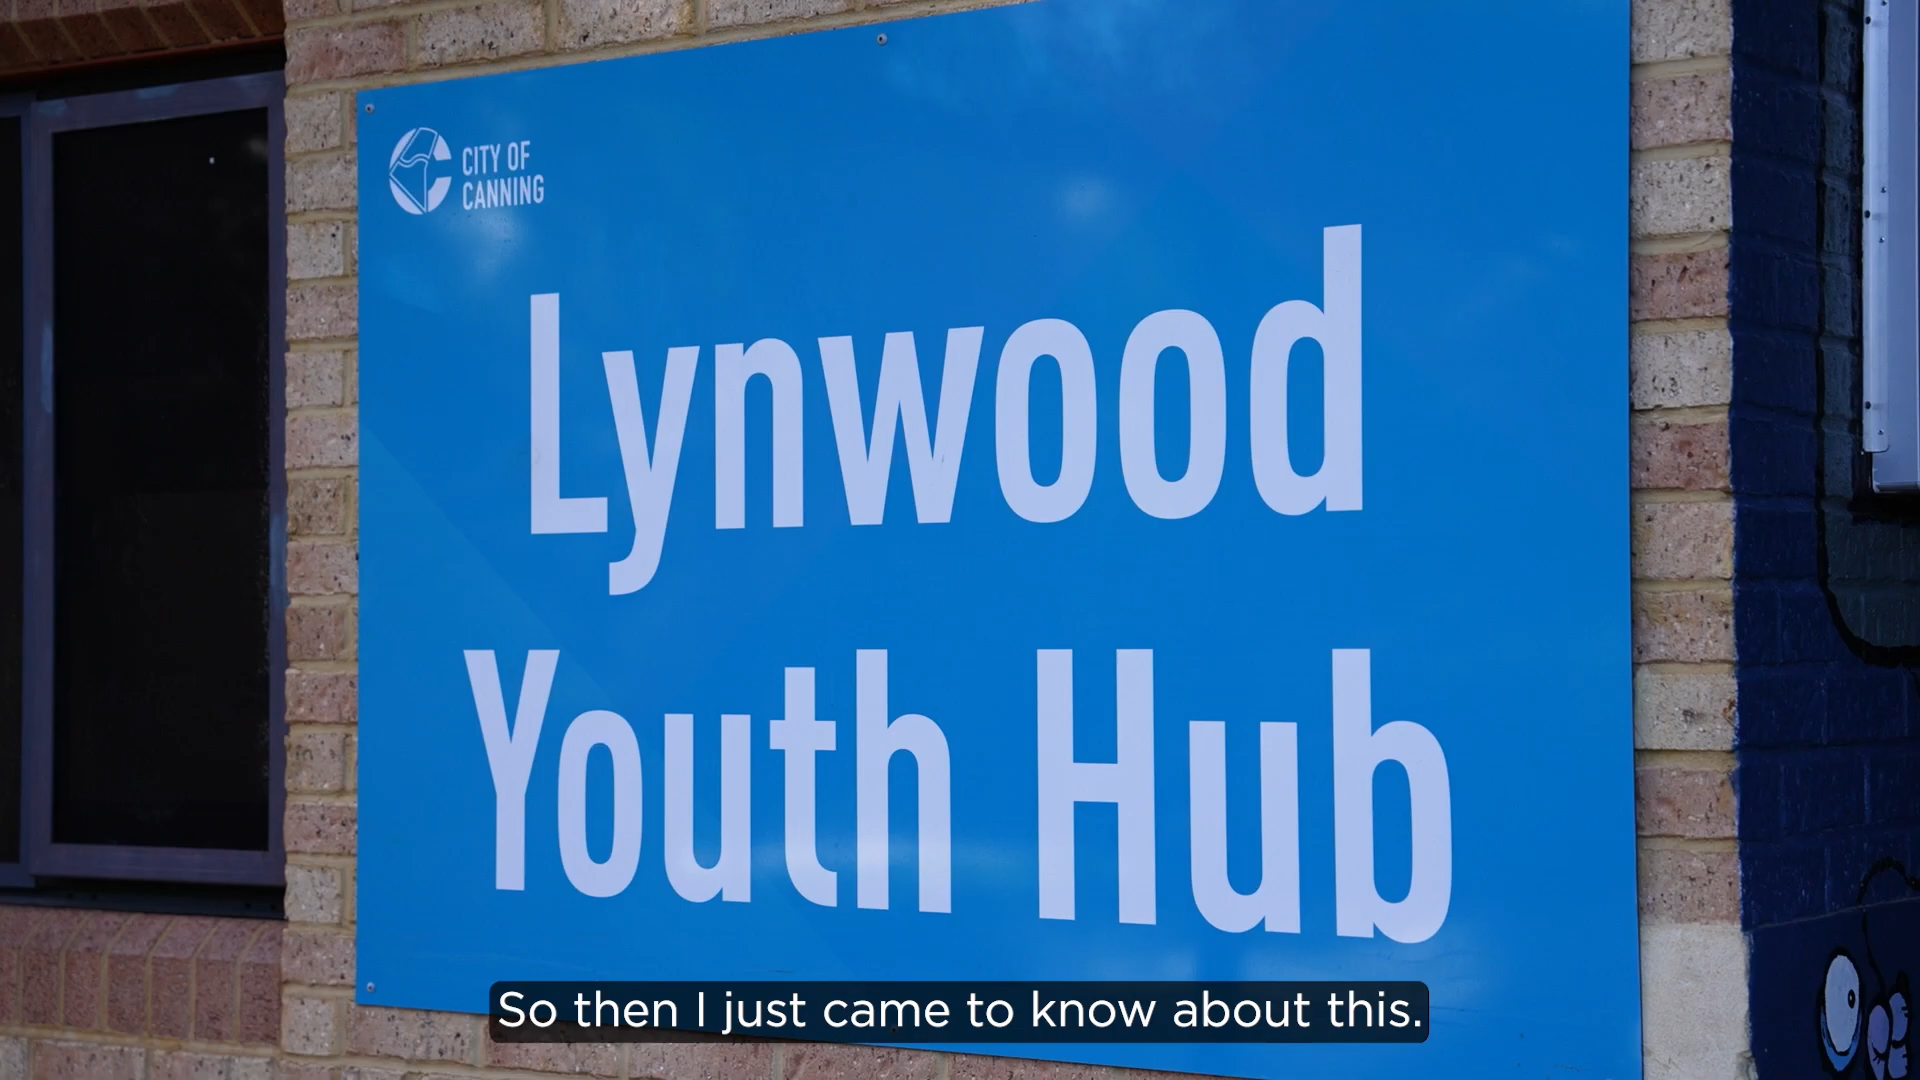 CITY OF
CANNING
Lynwood
Youth Hub
So then I just came to know about this.